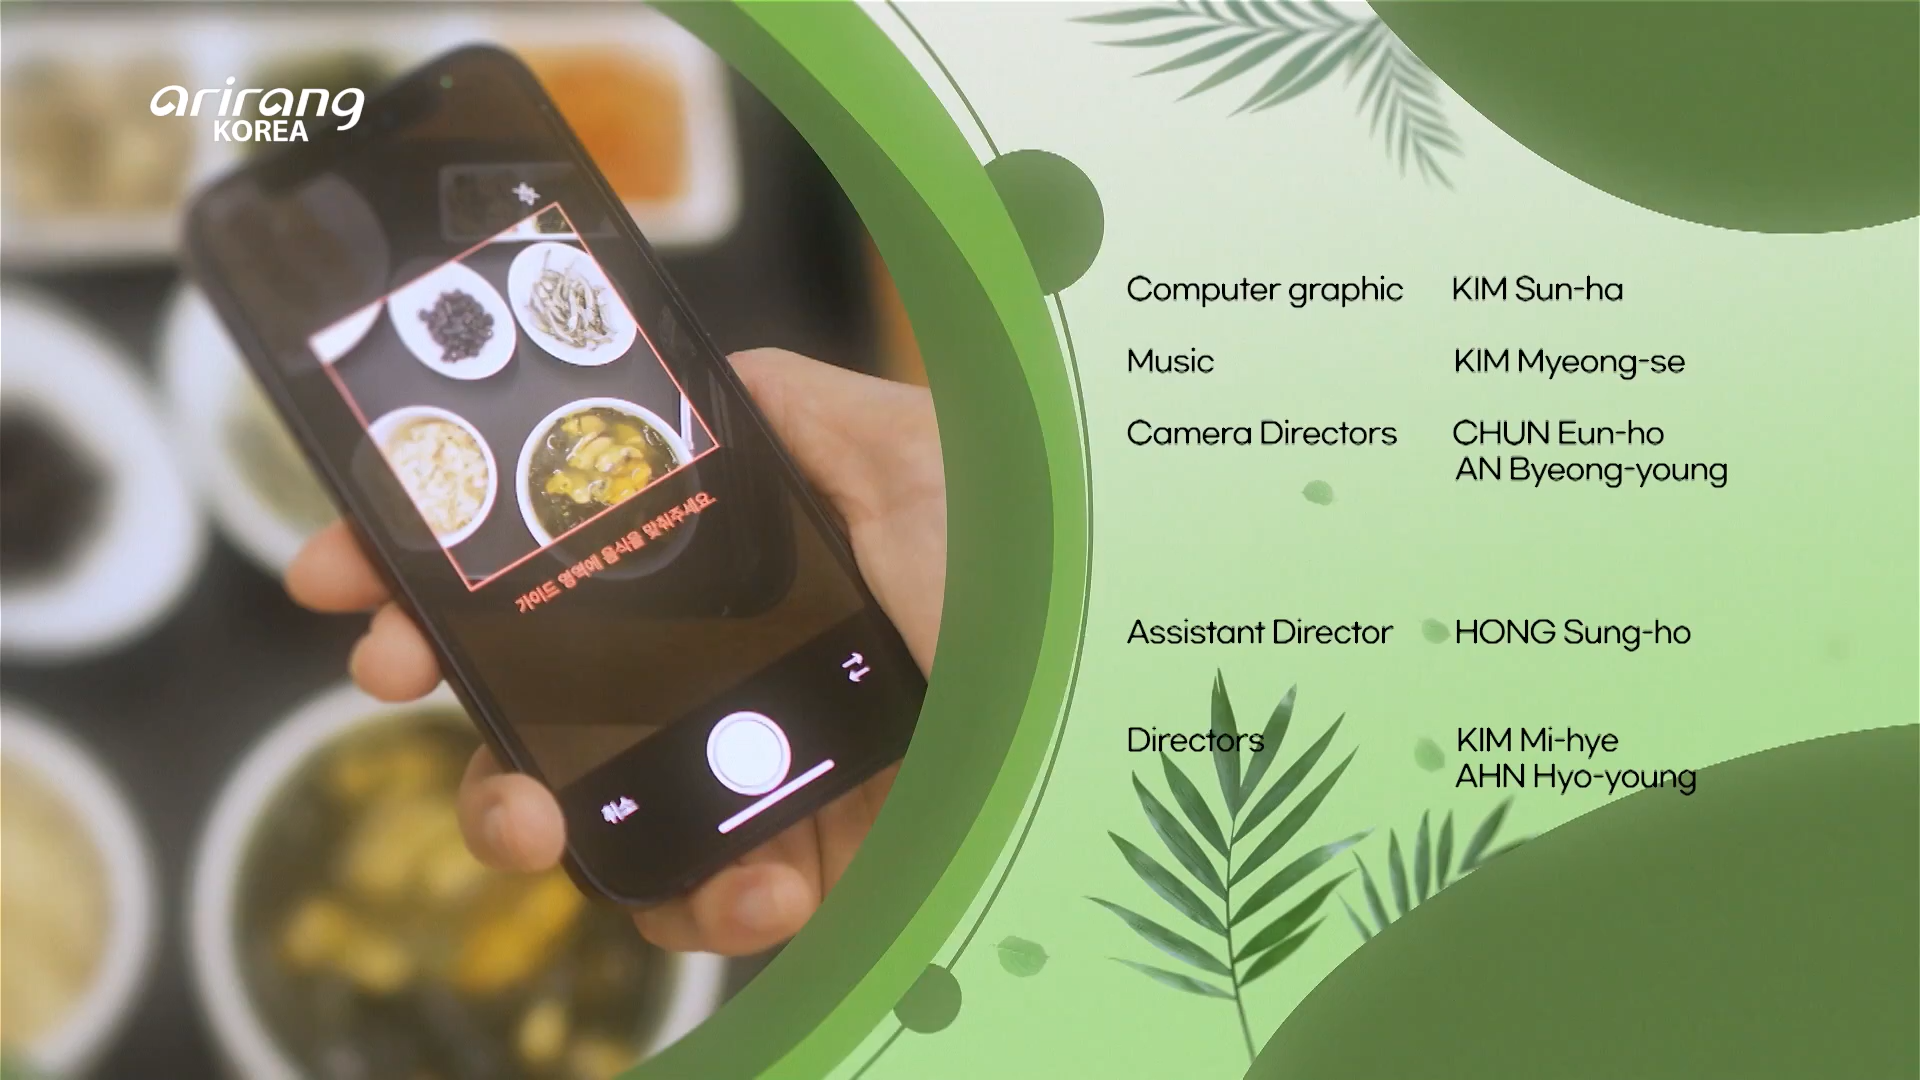 arirang
KOREA
가이드 영역에 음식을 맞춰주세요.
취소
Computer graphic KIM Sun-ha
Music KIM Myeong-se
Camera Directors CHUN Eun-ho
AN Byeong-young
Assistant Director HONG Sung-ho
Directors KIM Mi-hye
AHN Hyo-young